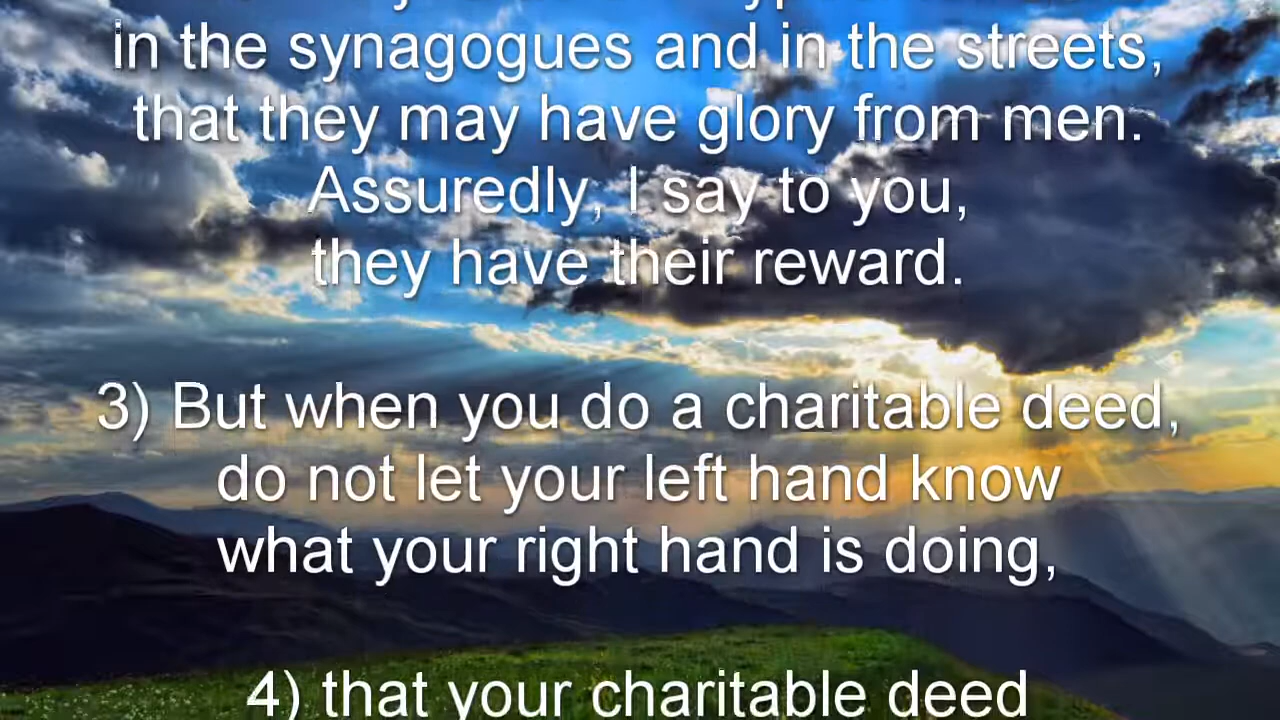 in the synagogues and in the streets,
that they may have glory from men.
Assuredly, I say to you,
they have their reward.
3) But when you do a charitable deed,
do not let your left hand know
what your right hand is doing,
4) that your charitable deed